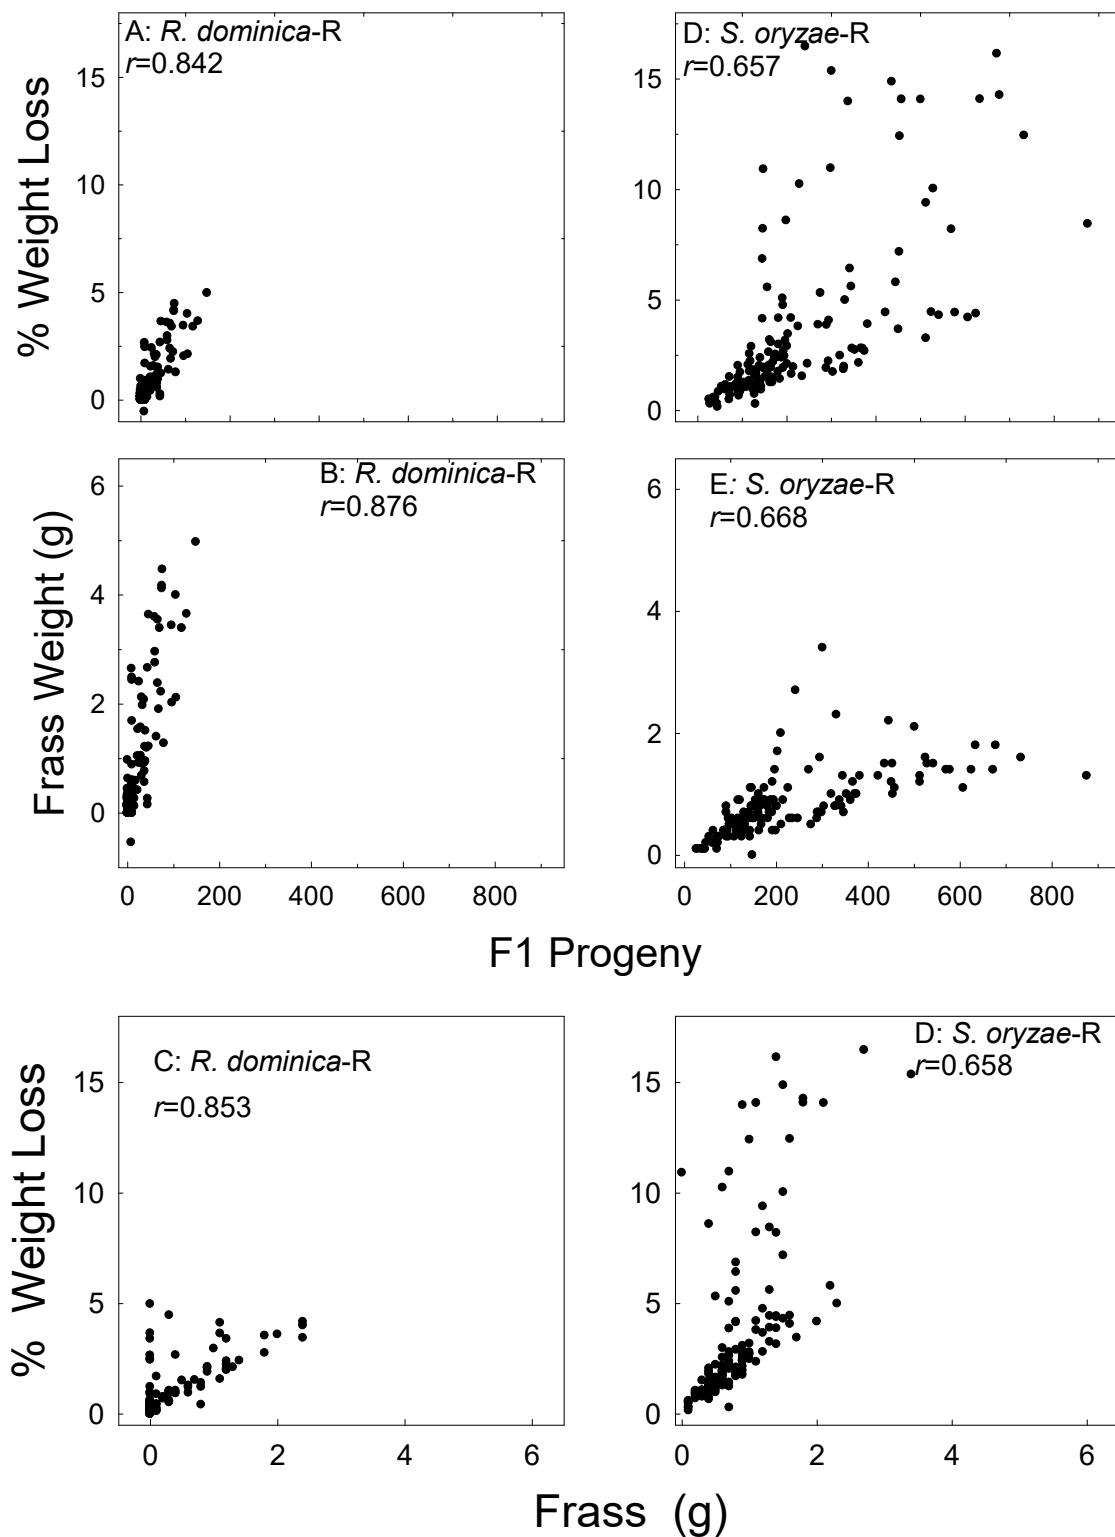 A: R. dominica-R
r=0.842
15
10
5
0
% Weight Loss
D: S. oryzae-R
r=0.657
15
10
5
0
B: R. dominica-R
r=0.876
6
4
2
0
Frass Weight (g)
0 200 400 600 800
E: S. oryzae-R
r=0.668
6
4
2
0
0 200 400 600 800
F1 Progeny
C: R. dominica-R
r=0.853
15
10
5
0
% Weight Loss
0 2 4 6
D: S. oryzae-R
r=0.658
15
10
5
0
0 2 4 6
Frass (g)